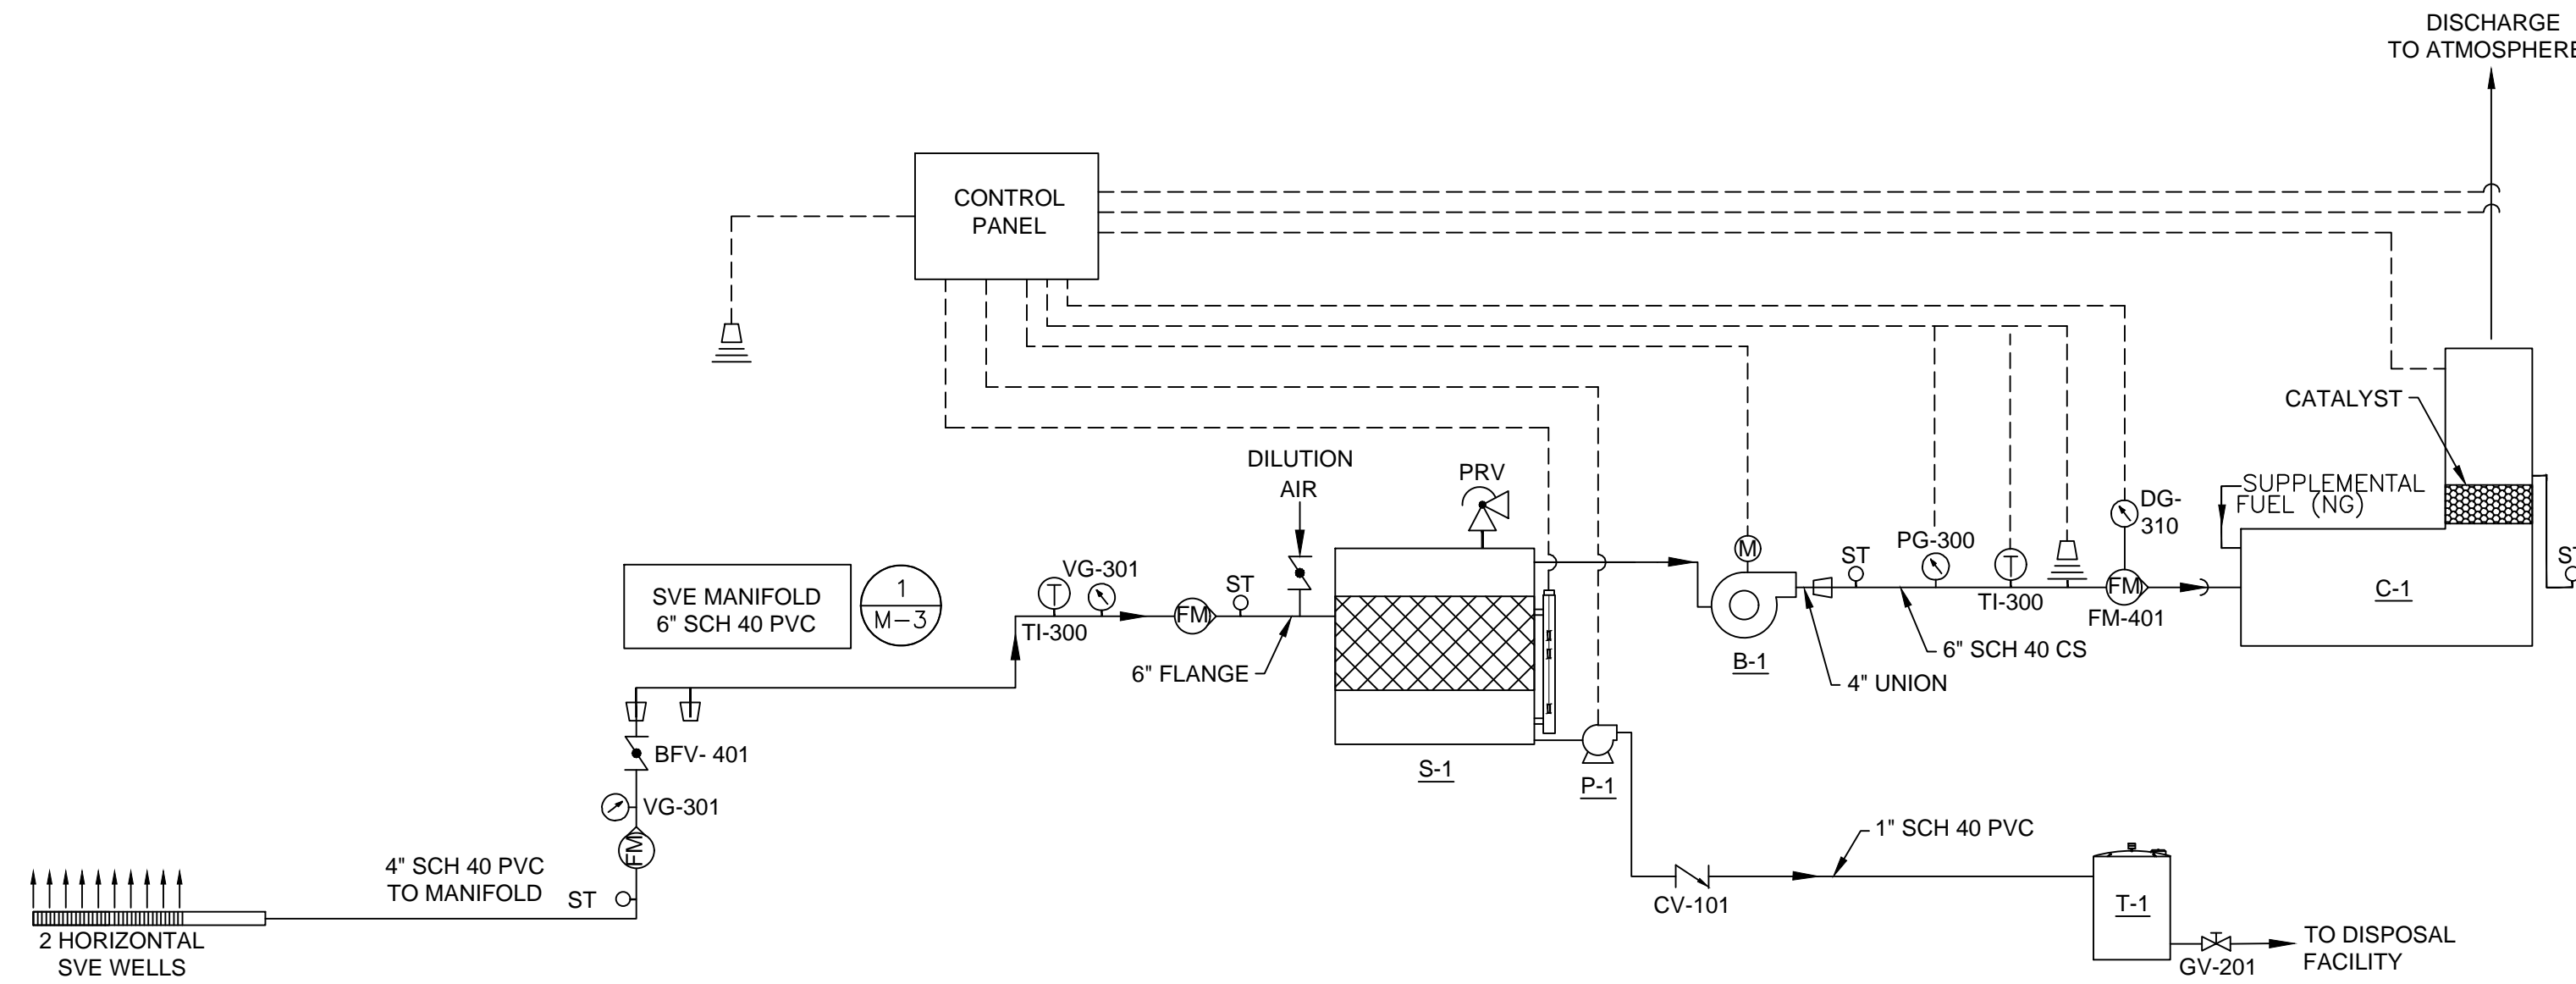 DISCHARGE
TO ATMOSPHERE
CONTROL
PANEL
CATALYST
DILUTION
AIR
PRV
SUPPLEMENTAL
FUEL (NG)
DG-
310
M
ST
PG-300
T
TI-300
FM
FM-401
C-1
ST
SVE MANIFOLD
6" SCH 40 PVC
1
M-3
T
TI-300
VG-301
FM
ST
6" FLANGE
B-1
4" UNION
6" SCH 40 CS
BFV- 401
VG-301
FM
ST
4" SCH 40 PVC
TO MANIFOLD
2 HORIZONTAL
SVE WELLS
S-1
P-1
1" SCH 40 PVC
CV-101
T-1
GV-201
TO DISPOSAL
FACILITY